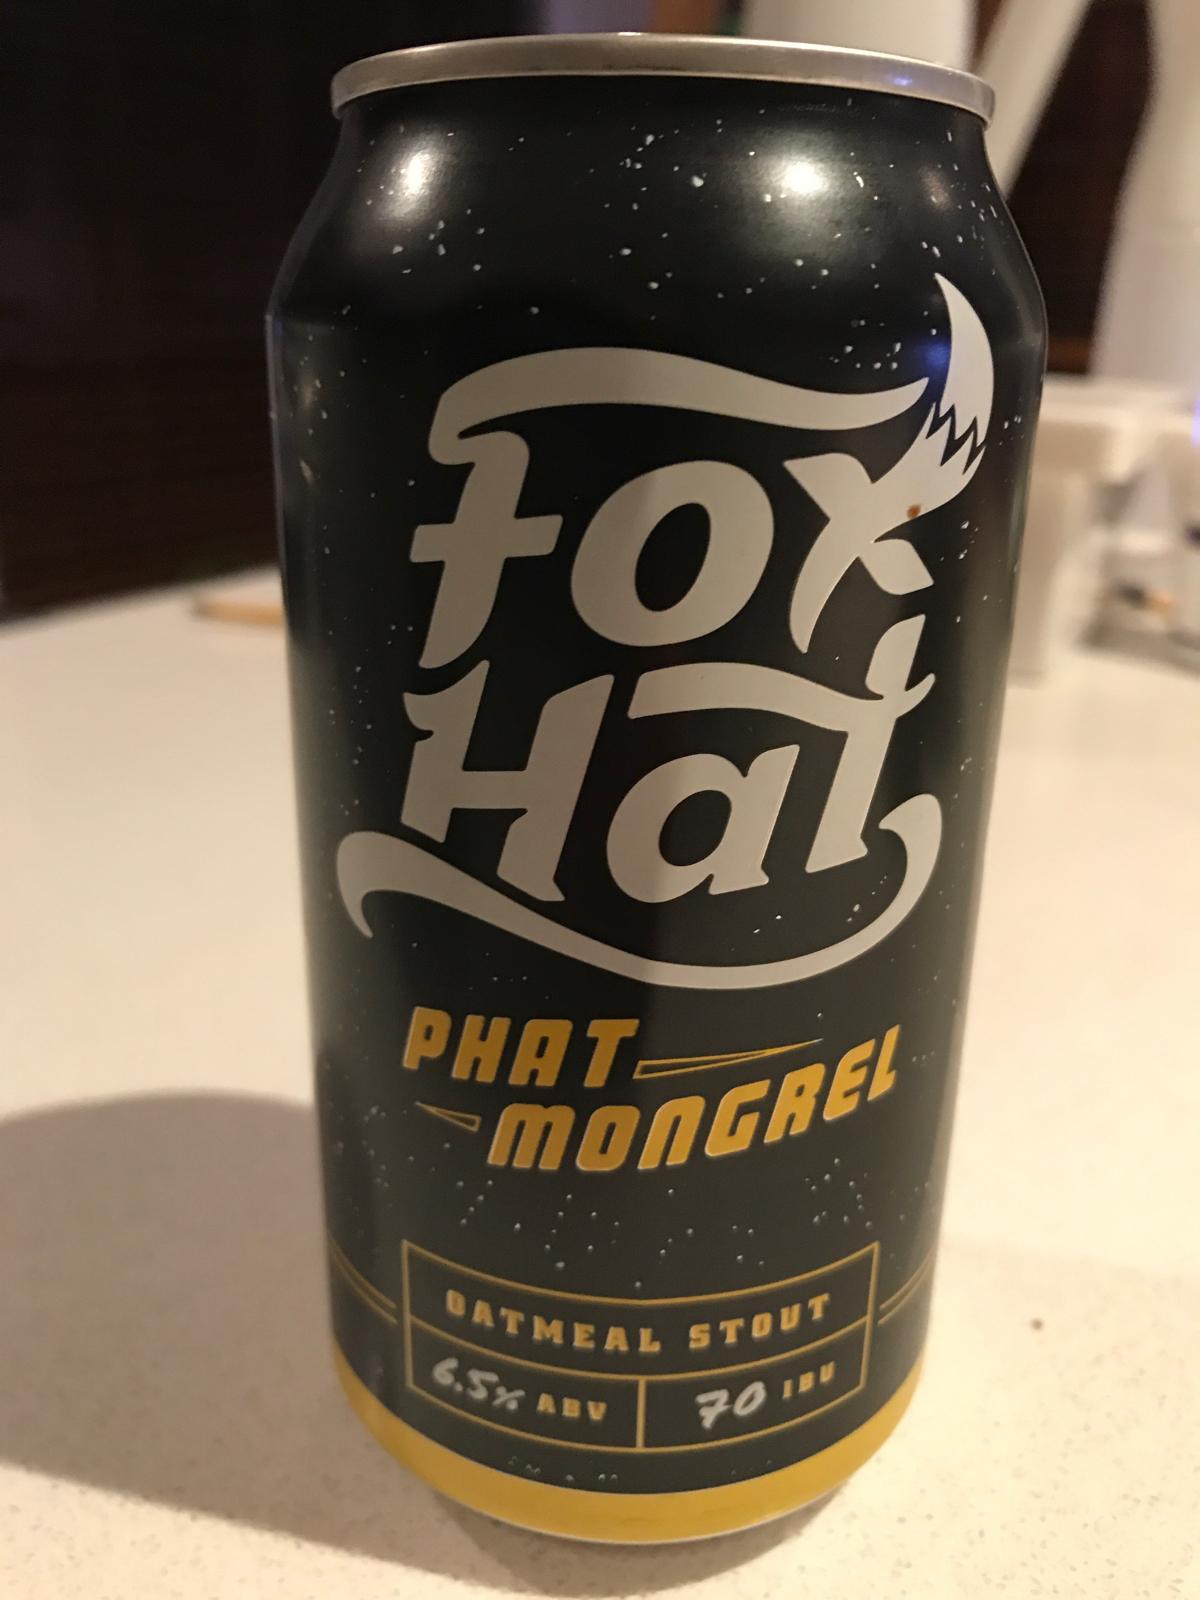 Fox
Hat
PHAT
MONGREL
OATMEAL STOUT
6.5% ABV 70 IBU